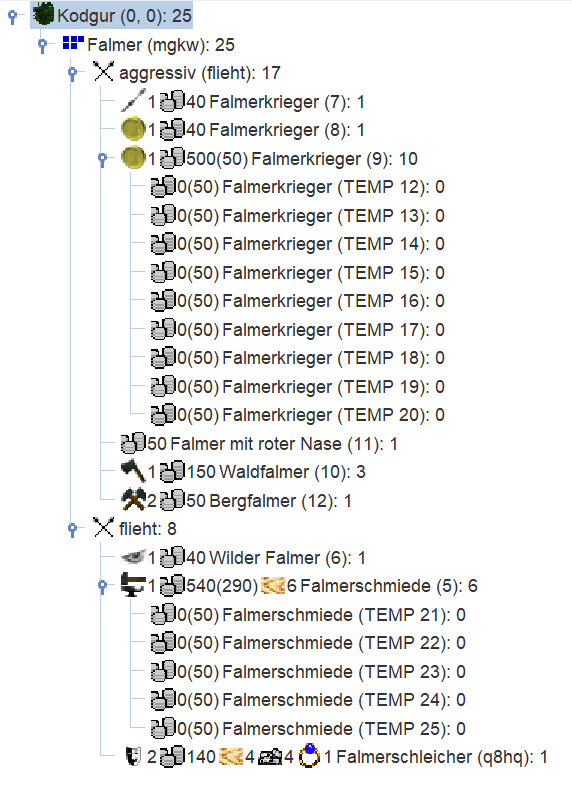 Kodgur (0, 0): 25
Falmer (mgkw): 25
aggressiv (flieht): 17
1 40 Falmerkrieger (7): 1
1 40 Falmerkrieger (8): 1
1 500(50) Falmerkrieger (9): 10
0(50) Falmerkrieger (TEMP 12): 0
0(50) Falmerkrieger (TEMP 13): 0
0(50) Falmerkrieger (TEMP 14): 0
0(50) Falmerkrieger (TEMP 15): 0
0(50) Falmerkrieger (TEMP 16): 0
0(50) Falmerkrieger (TEMP 17): 0
0(50) Falmerkrieger (TEMP 18): 0
0(50) Falmerkrieger (TEMP 19): 0
0(50) Falmerkrieger (TEMP 20): 0
50 Falmer mit roter Nase (11): 1
1 150 Waldfalmer (10): 3
2 50 Bergfalmer (12): 1
flieht: 8
1 40 Wilder Falmer (6): 1
1 540(290) 6 Falmerschmiede (5): 6
0(50) Falmerschmiede (TEMP 21): 0
0(50) Falmerschmiede (TEMP 22): 0
0(50) Falmerschmiede (TEMP 23): 0
0(50) Falmerschmiede (TEMP 24): 0
0(50) Falmerschmiede (TEMP 25): 0
2 140 4 4 1 Falmerschleicher (q8hq): 1